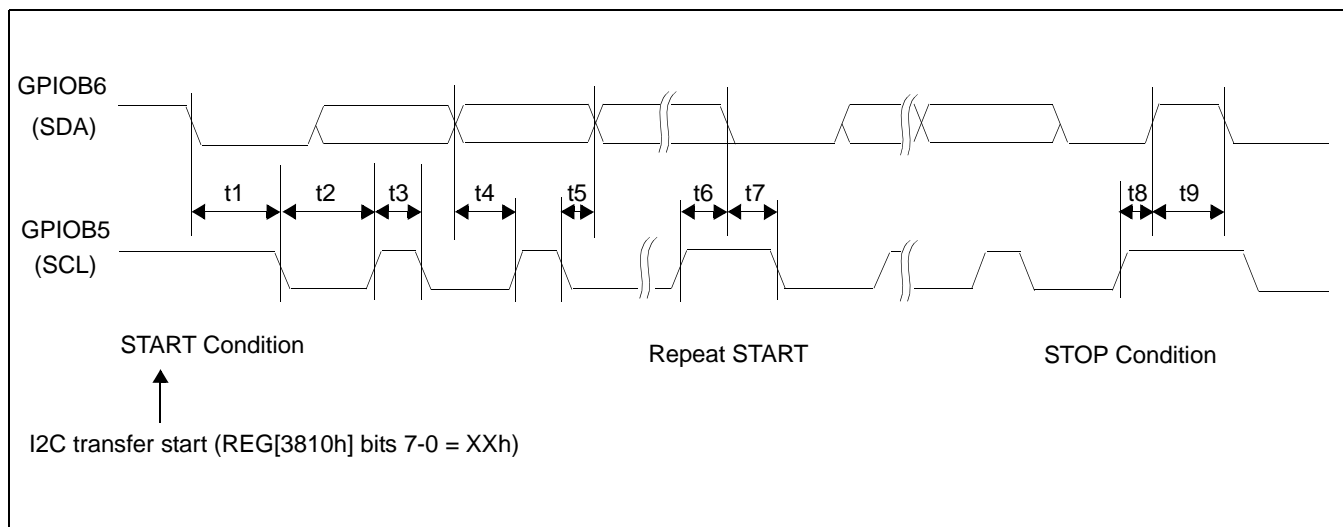 GPIOB6
(SDA)
t1
t2
t3
t4
t5
t6
t7
t8
t9
GPIOB5
(SCL)
START Condition
Repeat START
STOP Condition
I2C transfer start (REG[3810h] bits 7-0 = XXh)